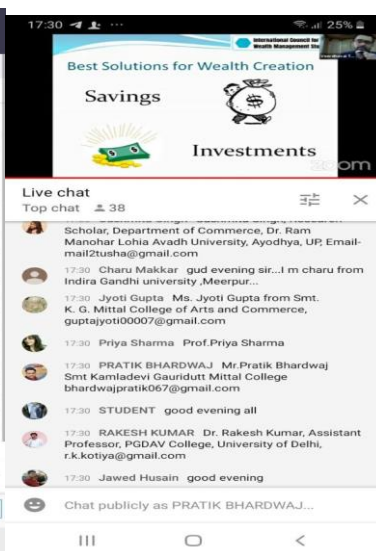 17:30
25%
International Council for
Wealth Management
Best Solutions for Wealth Creation
Savings
Investments
zoom
Live chat
Top chat 38
Scholar, Department of Commerce, Dr. Ram
Manohar Lohia Avadh University, Ayodhya, UP, Email-
mail2tusha@gmail.com
17:30 Charu Makkar gud evening sir...I m charu from
Indira Gandhi university ,Meerpur...
17:30 Jyoti Gupta Ms. Jyoti Gupta from Smt.
K. G. Mittal College of Arts and Commerce,
guptajyoti00007@gmail.com
17:30 Priya Sharma Prof.Priya Sharma
17:30 PRATIK BHARDWAJ Mr.Pratik Bhardwaj
Smt Kamladevi Gauridutt Mittal College
bhardwajpratik067@gmail.com
17:30 STUDENT good evening all
17:30 RAKESH KUMAR Dr. Rakesh Kumar, Assistant
Professor, PGDAV College, University of Delhi,
r.k.kotiya@gmail.com
17:30 Jawed Husain good evening
Chat publicly as PRATIK BHARDWAJ...